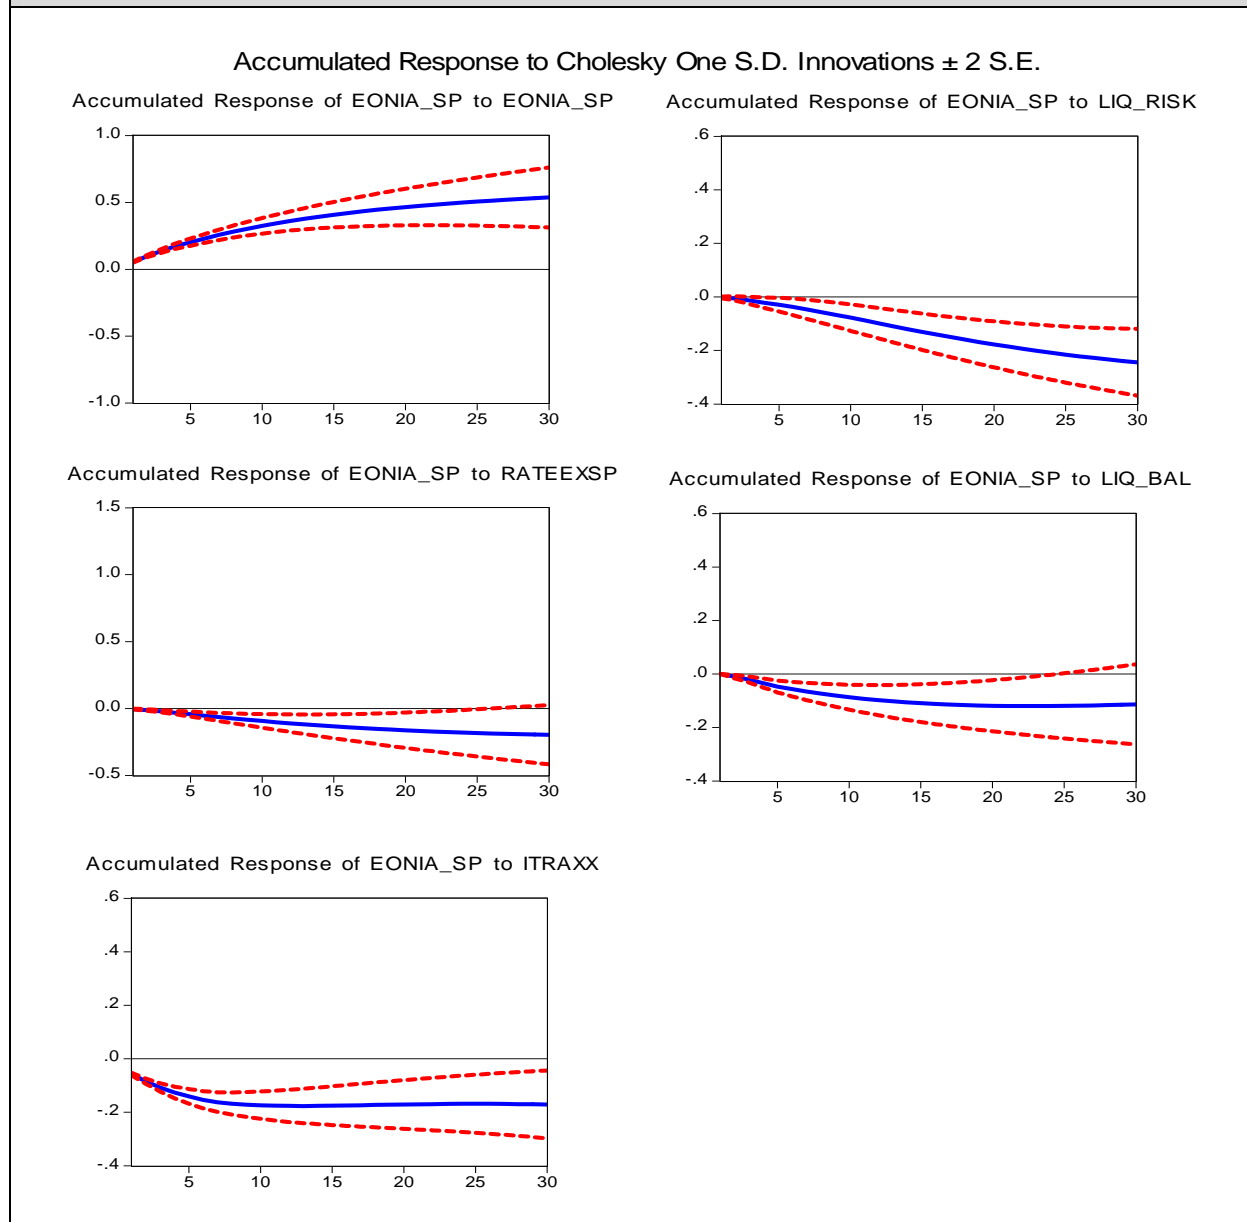 Accumulated Response to Cholesky One S.D. Innovations ± 2 S.E.
Accumulated Response of EONIA_SP to EONIA_SP
1.0
0.5
0.0
-0.5
-1.0
5 10 15 20 25 30
Accumulated Response of EONIA_SP to LIQ_RISK
.6
.4
.2
.0
-.2
-.4
5 10 15 20 25 30
Accumulated Response of EONIA_SP to RATEEXSP
1.5
1.0
0.5
0.0
-0.5
5 10 15 20 25 30
Accumulated Response of EONIA_SP to LIQ_BAL
.6
.4
.2
.0
-.2
-.4
5 10 15 20 25 30
Accumulated Response of EONIA_SP to ITRAXX
.6
.4
.2
.0
-.2
-.4
5 10 15 20 25 30